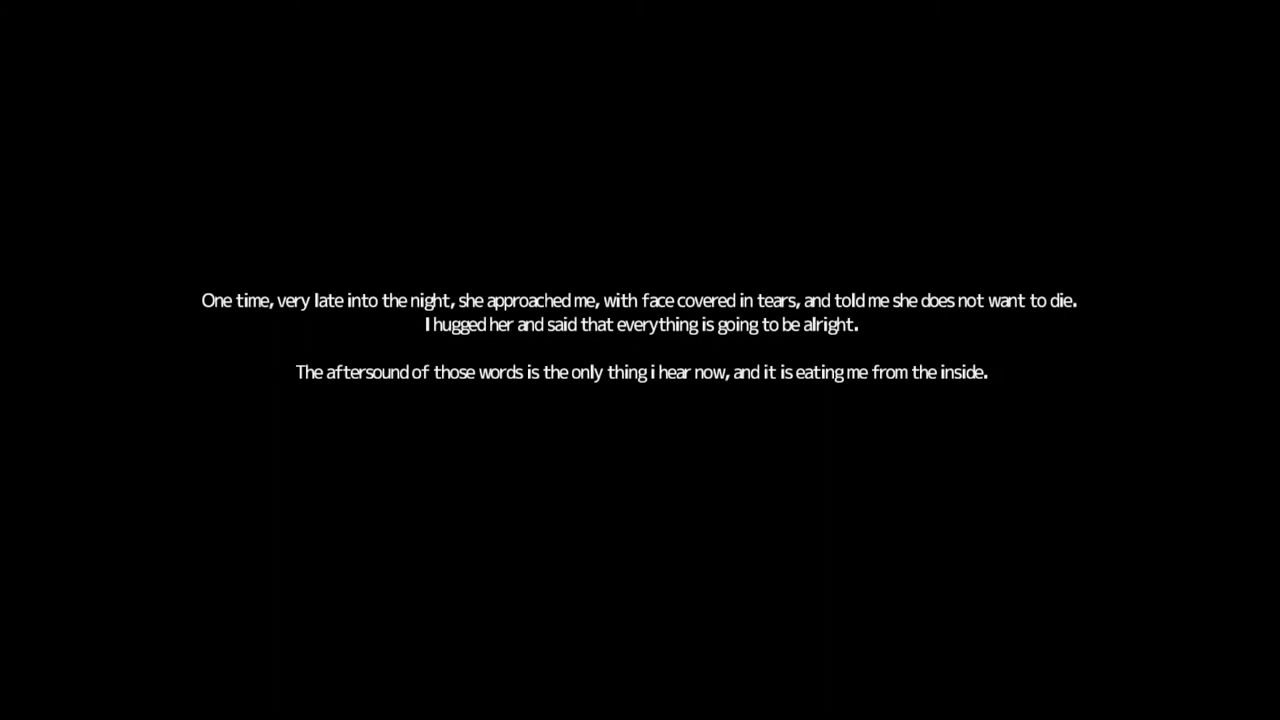 One time, very late into the night, she approached me, with face covered in tears, and told me she does not want to die.
I hugged her and said that everything is going to be alright.
The aftersound of those words is the only thing i hear now, and it is eating me from the inside.